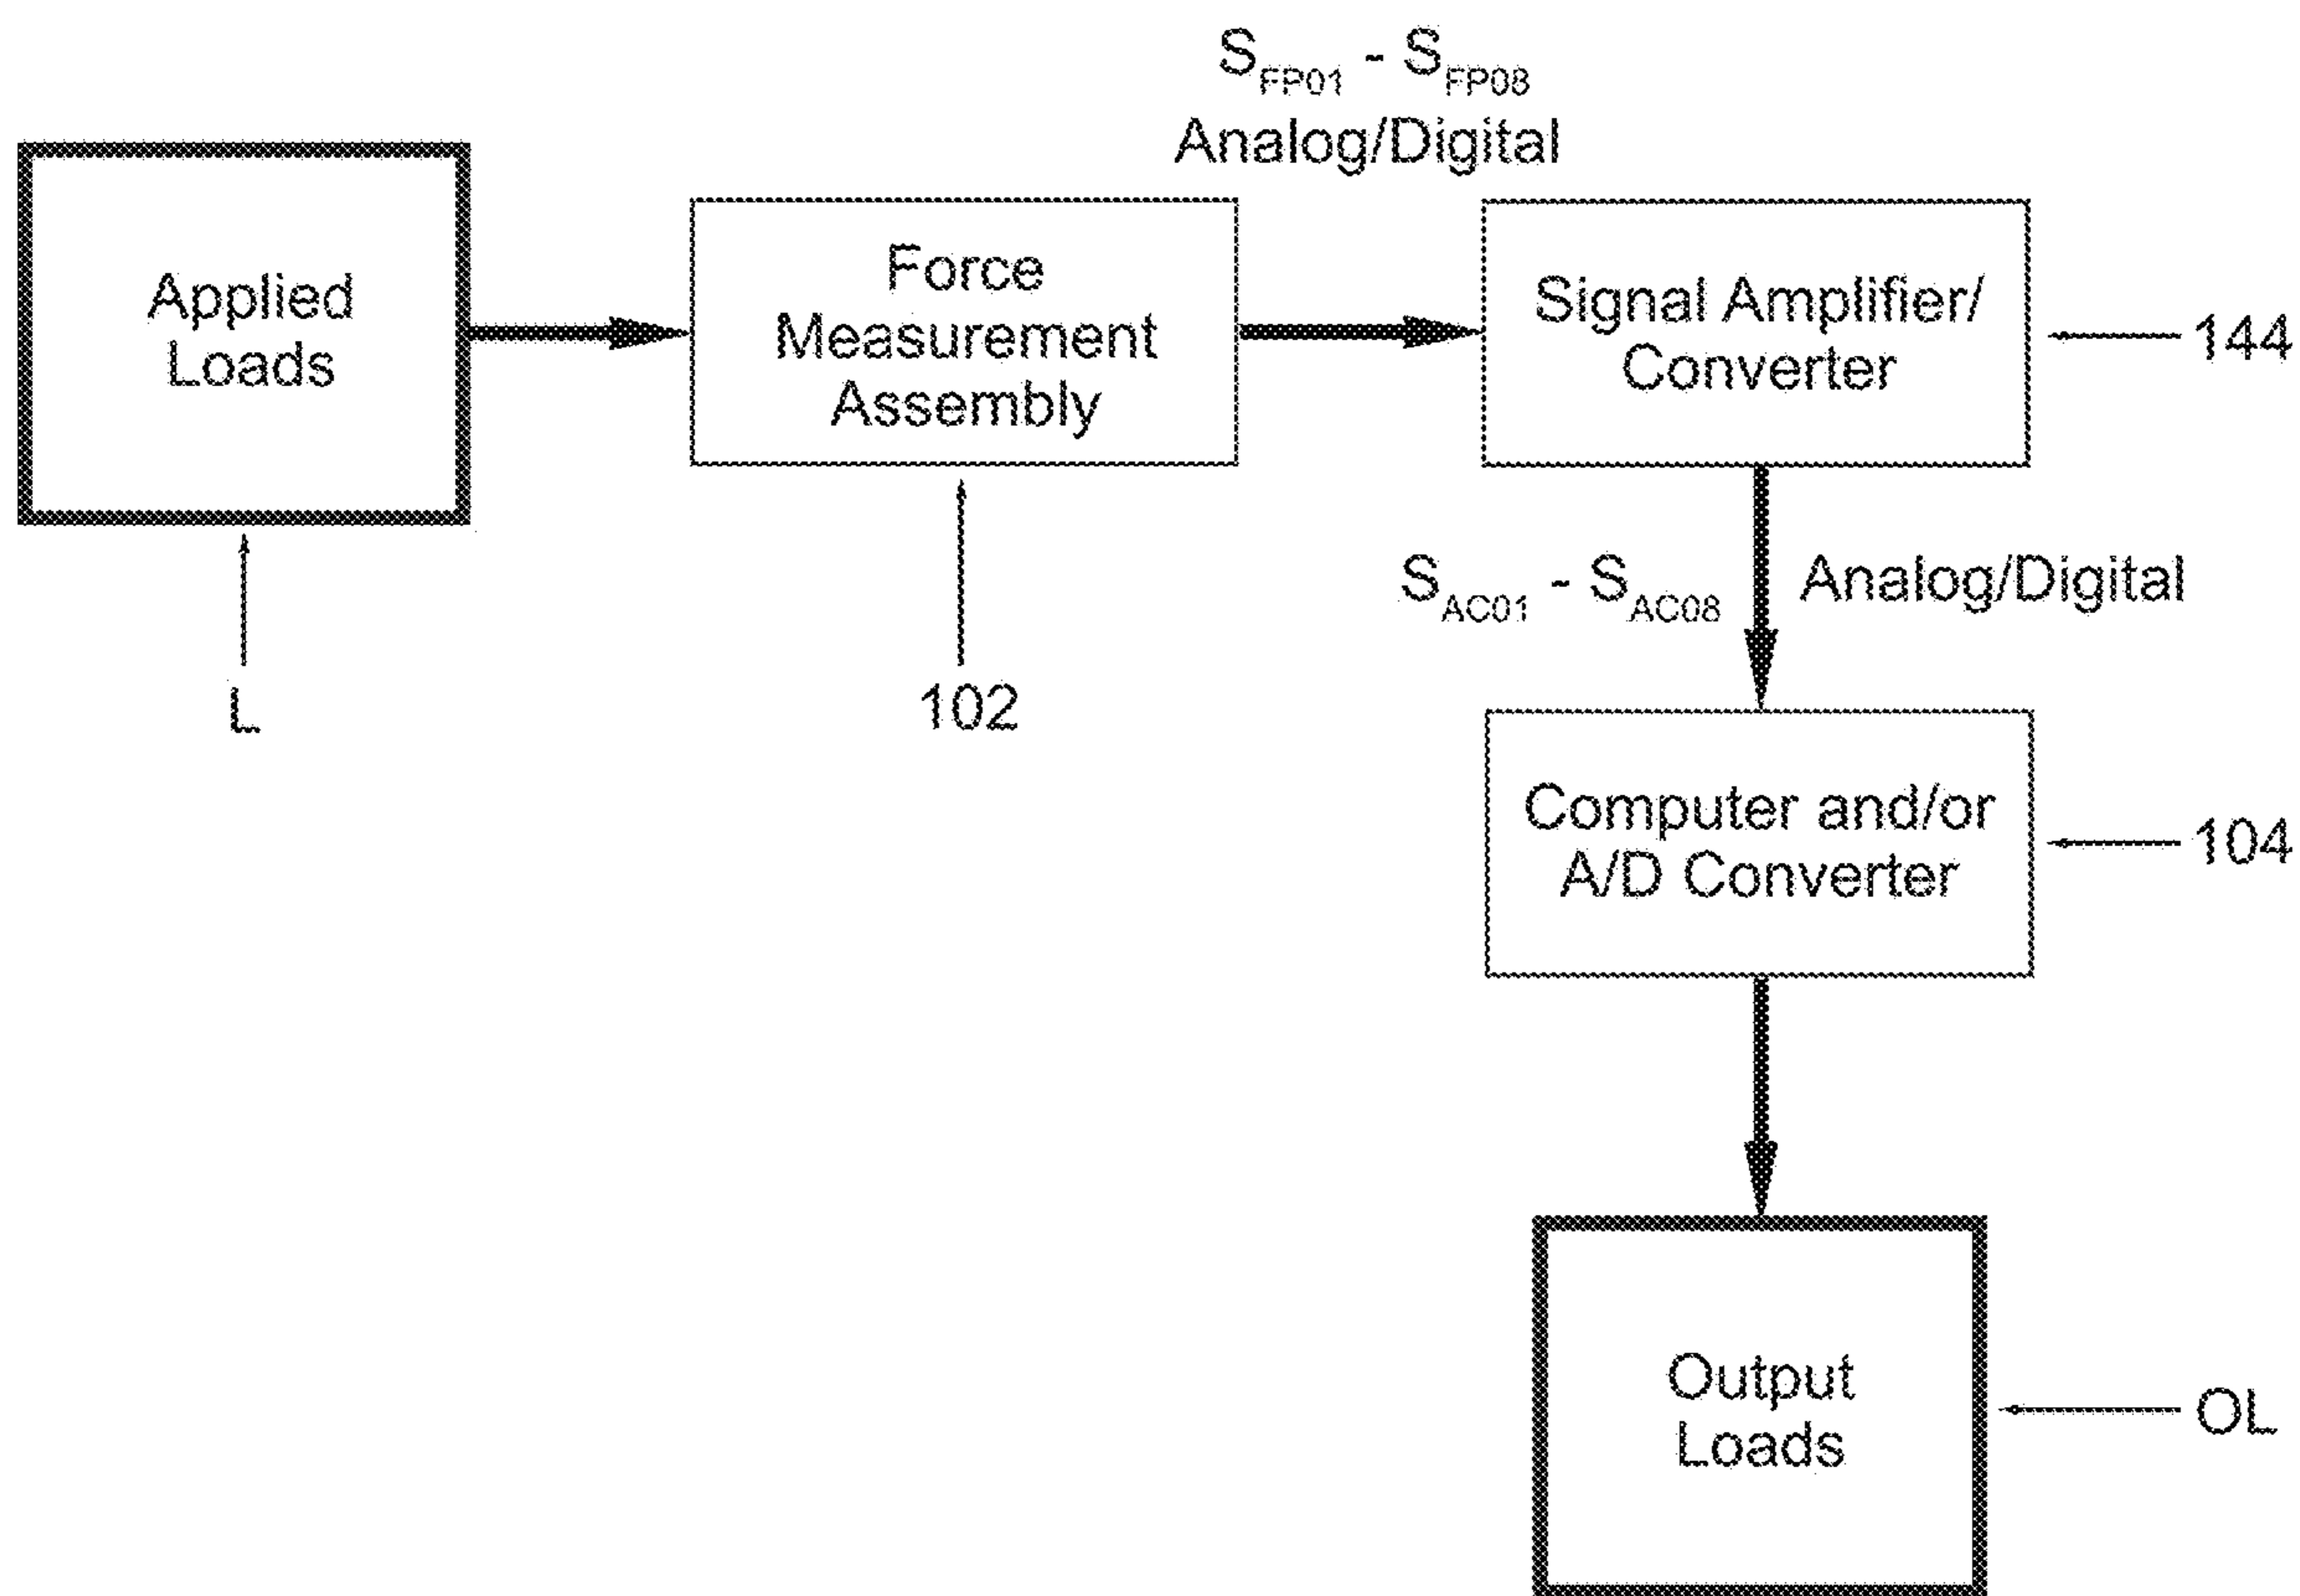 S_FP01 - S_FP08
Analog/Digital
Applied
Loads
Force
Measurement
Assembly
Signal Amplifier/
Converter
144
S_AC01 - S_AC08
Analog/Digital
L
102
Computer and/or
A/D Converter
104
Output
Loads
OL